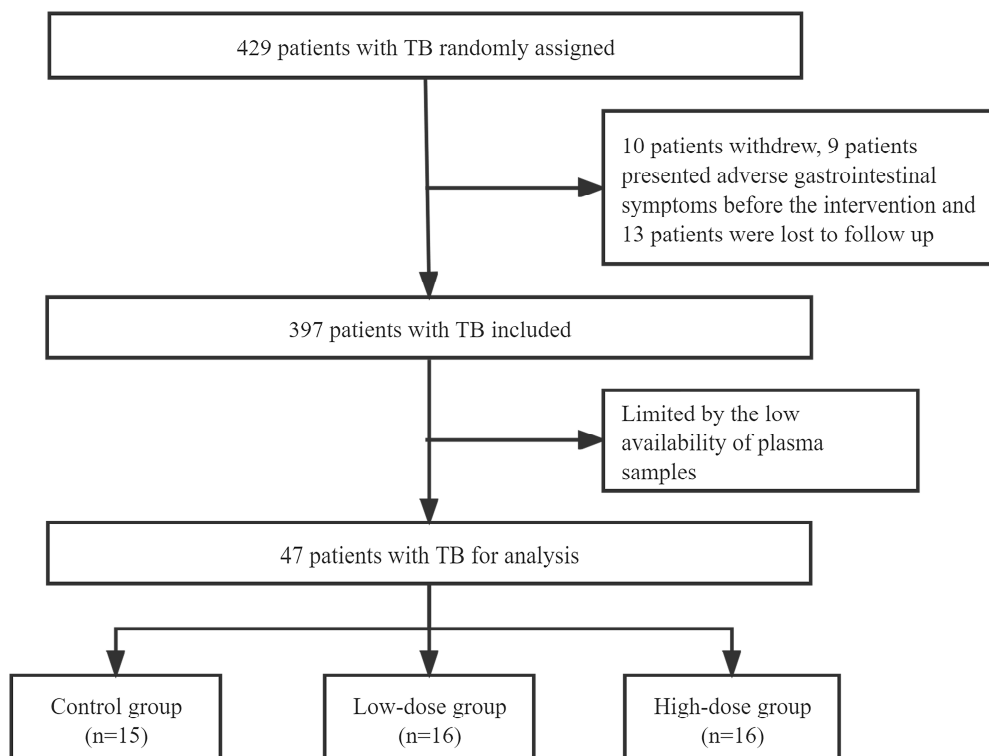 429 patients with TB randomly assigned
10 patients withdrew, 9 patients
presented adverse gastrointestinal
symptoms before the intervention and
13 patients were lost to follow up
397 patients with TB included
Limited by the low
availability of plasma
samples
47 patients with TB for analysis
Control group
(n=15)
Low-dose group
(n=16)
High-dose group
(n=16)